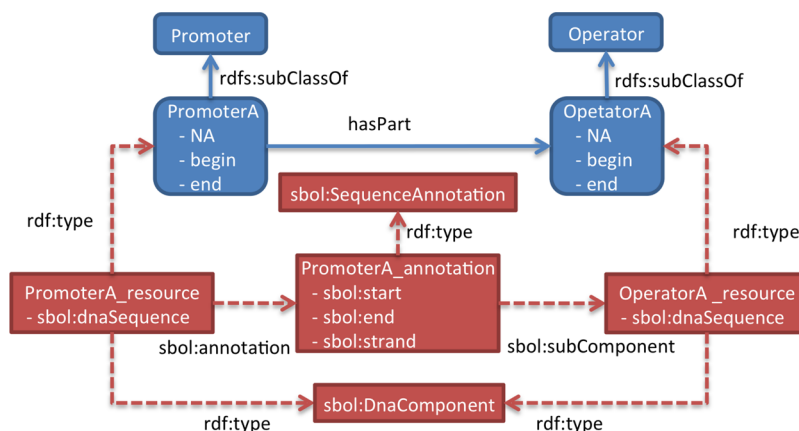 Promoter
Operator
rdfs:subClassOf
rdfs:subClassOf
PromoterA
- NA
- begin
- end
hasPart
OpetatorA
- NA
- begin
- end
sbol:SequenceAnnotation
rdf:type
rdf:type
rdf:type
PromoterA_resource
- sbol:dnaSequence
PromoterA_annotation
- sbol:start
- sbol:end
- sbol:strand
OperatorA _resource
- sbol:dnaSequence
sbol:annotation
sbol:subComponent
sbol:DnaComponent
rdf:type
rdf:type